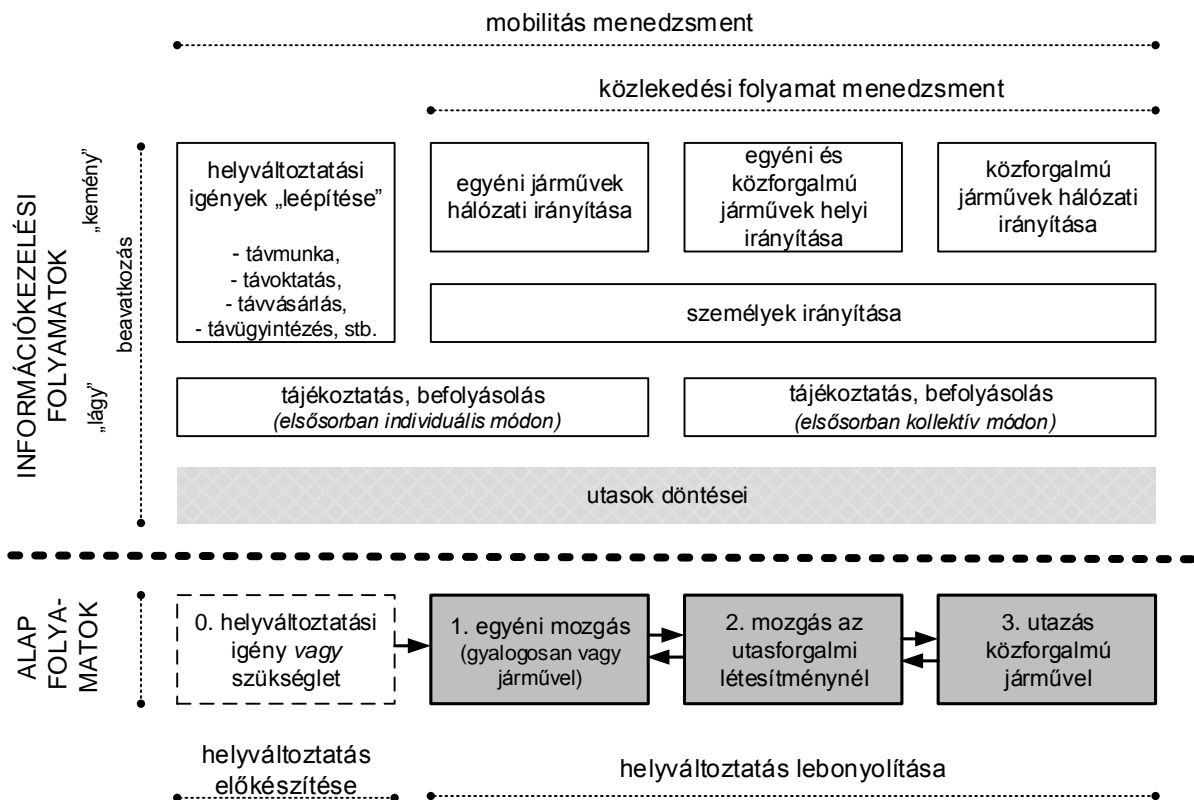 mobilitás menedzsment
közlekedési folyamat menedzsment
INFORMÁCIÓKEZELÉSI
FOLYAMATOK
„kemény”
beavatkozás
„lágy”
helyváltoztatási
igények „leépítése”
- távmunka,
- távoktatás,
- távvásárlás,
- távügyintézés, stb.
egyéni járművek
hálózati irányítása
egyéni és
közforgalmú
járművek helyi
irányítása
közforgalmú
járművek hálózati
irányítása
személyek irányítása
tájékoztatás, befolyásolás
(elsősorban individuális módon)
tájékoztatás, befolyásolás
(elsősorban kollektív módon)
utasok döntései
ALAP
FOLYA-
MATOK
0. helyváltoztatási
igény vagy
szükséglet
1. egyéni mozgás
(gyalogosan vagy
járművel)
2. mozgás az
utasforgalmi
létesítménynél
3. utazás
közforgalmú
járművel
helyváltoztatás
előkészítése
helyváltoztatás lebonyolítása